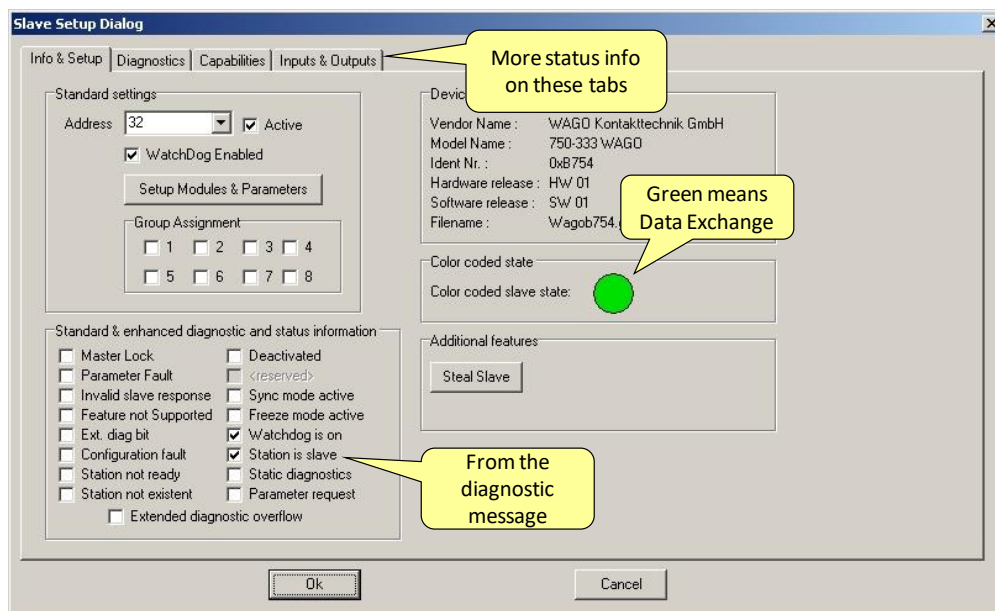 Slave Setup Dialog
Info & Setup
Diagnostics
Capabilities
Inputs & Outputs
More status info
on these tabs
Standard settings
Address 32 Active
WatchDog Enabled
Setup Modules & Parameters
Group Assignment
1 2 3 4
5 6 7 8
Devic
Vendor Name : WAGO Kontakttechnik GmbH
Model Name : 750-333 WAGO
Ident Nr. : 0xB754
Hardware release : HW 01
Software release : SW 01
Filename : Wagob754.
Green means
Data Exchange
Color coded state
Color coded slave state:
Standard & enhanced diagnostic and status information
Master Lock Deactivated
Parameter Fault <reserved>
Invalid slave response Sync mode active
Feature not Supported Freeze mode active
Ext. diag bit Watchdog is on
Configuration fault Station is slave
Station not ready Static diagnostics
Station not existent Parameter request
Extended diagnostic overflow
Additional features
Steal Slave
From the
diagnostic
message
Ok
Cancel